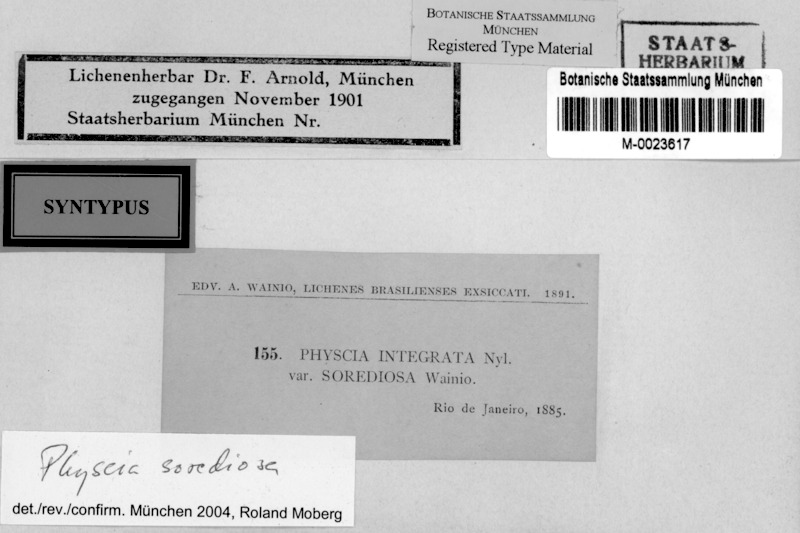 BOTANISCHE STAATSSAMMLUNG
MÜNCHEN
Registered Type Material
STAATS-
HERBARIUM
Lichenenherbar Dr. F. Arnold, München
zugegangen November 1901
Staatsherbarium München Nr.
Botanische Staatssammlung München
M-0023617
SYNTYPUS
EDV. A. WAINIO, LICHENES BRASILIENSES EXSICCATI. 1891.
155. PHYSCIA INTEGRATA Nyl.
var. SOREDIOSA Wainio.
Rio de Janeiro, 1885.
Physcia sorediosa
det./rev./confirm. München 2004, Roland Moberg